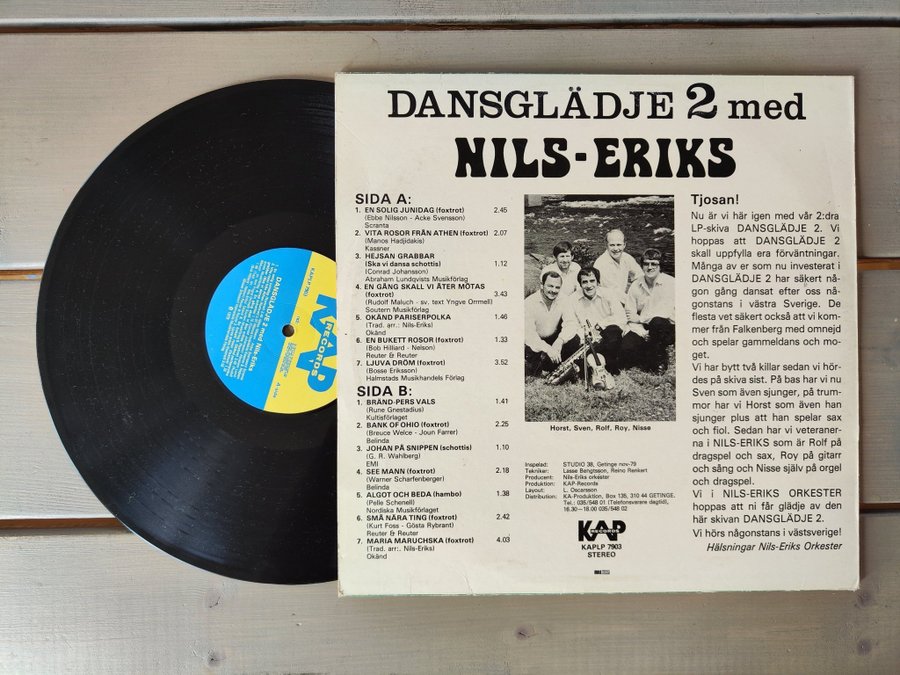 DANSGLÄDJE 2 med
NILS-ERIKS
SIDA A:
1. EN SOLIG JUNIDAG (foxtrot) 2.45
(Ebbe Nilsson - Acke Svensson)
Scranta
2. VITA ROSOR FRÅN ATHEN (foxtrot) 2.07
(Manos Hadjidakis)
Kassner
3. HEJSAN GRABBAR
(Ska vi dansa schottis) 1.12
(Conrad Johansson)
Abraham Lundqvists Musikförlag
4. EN GÅNG SKALL VI ÅTER MÖTAS
(foxtrot) 3.43
(Rudolf Maluch - sv. text Yngve Orrmell)
Soutern Musikförlag
5. OKÄND PARISERPOLKA 1.46
(Trad. arr.: Nils-Eriks)
Okänd
6. EN BUKETT ROSOR (foxtrot) 1.33
(Bob Hilliard - Nelson)
Reuter & Reuter
7. LJUVA DRÖM (foxtrot) 3.52
(Bosse Eriksson)
Halmstads Musikhandels Förlag
SIDA B:
1. BRÄND-PERS VALS 1.41
(Rune Gnestadius)
Kultisförlaget
2. BANK OF OHIO (foxtrot) 2.25
(Breuce Welce - Joun Farrer)
Belinda
3. JOHAN PÅ SNIPPEN (schottis) 1.10
(G. R. Wahlberg)
EMI
4. SEE MANN (foxtrot) 2.18
(Warner Scharfenberger)
Belinda
5. ALGOT OCH BEDA (hambo) 1.38
(Pelle Schenell)
Nordiska Musikförlaget
6. SMÅ NÄRA TING (foxtrot) 2.42
(Kurt Foss - Gösta Rybrant)
Reuter & Reuter
7. MARIA MARUCHSKA (foxtrot) 4.03
(Trad. arr.: Nils-Eriks)
Okänd
Horst, Sven, Rolf, Roy, Nisse
Inspelad: STUDIO 38, Getinge nov-79
Tekniker: Lasse Bengtsson, Reino Renkert
Producent: Nils-Eriks orkester
Produktion: KAP-Records
Layout: L. Oscarsson
Distribution: KA-Produktion, Box 135, 310 44 GETINGE.
Tel.: 035/548 01 (Telefonsvarare dagtid),
16.30—18.00 035/548 02
KAP
RECORDS
KAPLP 7903
STEREO
Tjosan!
Nu är vi här igen med vår 2:dra
LP-skiva DANSGLÄDJE 2. Vi
hoppas att DANSGLÄDJE 2
skall uppfylla era förväntningar.
Många av er som nu investerat i
DANSGLÄDJE 2 har säkert nå-
gon gång dansat efter oss nå-
gonstans i västra Sverige. De
flesta vet säkert också att vi kom-
mer från Falkenberg med omnejd
och spelar gammeldans och mo-
get.
Vi har bytt två killar sedan vi hör-
des på skiva sist. På bas har vi nu
Sven som även sjunger, på trum-
mor har vi Horst som även han
sjunger plus att han spelar sax
och fiol. Sedan har vi veteraner-
na i NILS-ERIKS som är Rolf på
dragspel och sax, Roy på gitarr
och sång och Nisse själv på orgel
och dragspel.
Vi i NILS-ERIKS ORKESTER
hoppas att ni får glädje av den
här skivan DANSGLÄDJE 2.
Vi hörs någonstans i västsverige!
Hälsningar Nils-Eriks Orkester
KAPLP 7903
KAP
RECORDS
DANSGLÄDJE 2 med Nils-Eriks